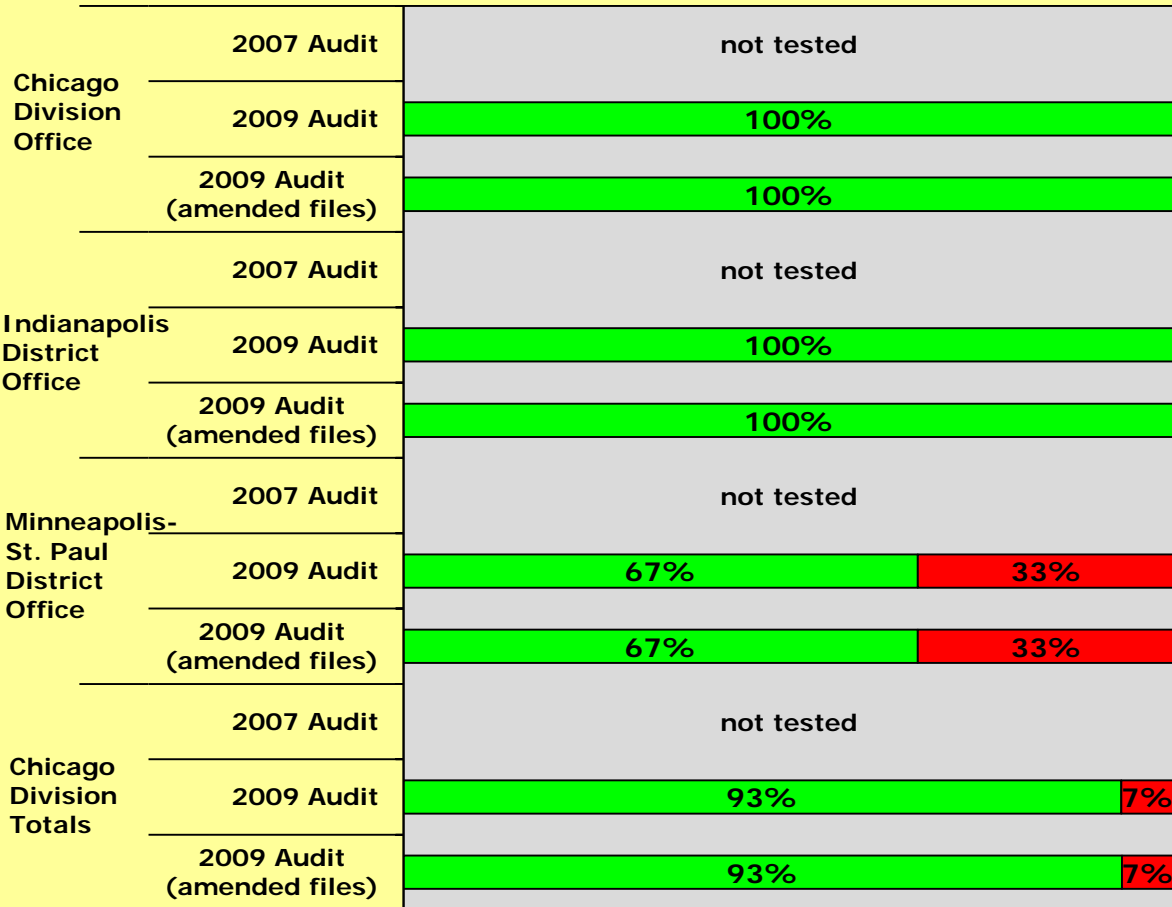 Chicago
Division
Office
2007 Audit
not tested
2009 Audit
100%
2009 Audit
(amended files)
100%
Indianapolis
District
Office
2007 Audit
not tested
2009 Audit
100%
2009 Audit
(amended files)
100%
Minneapolis-
St. Paul
District
Office
2007 Audit
not tested
2009 Audit
67% 33%
2009 Audit
(amended files)
67% 33%
Chicago
Division
Totals
2007 Audit
not tested
2009 Audit
93% 7%
2009 Audit
(amended files)
93% 7%